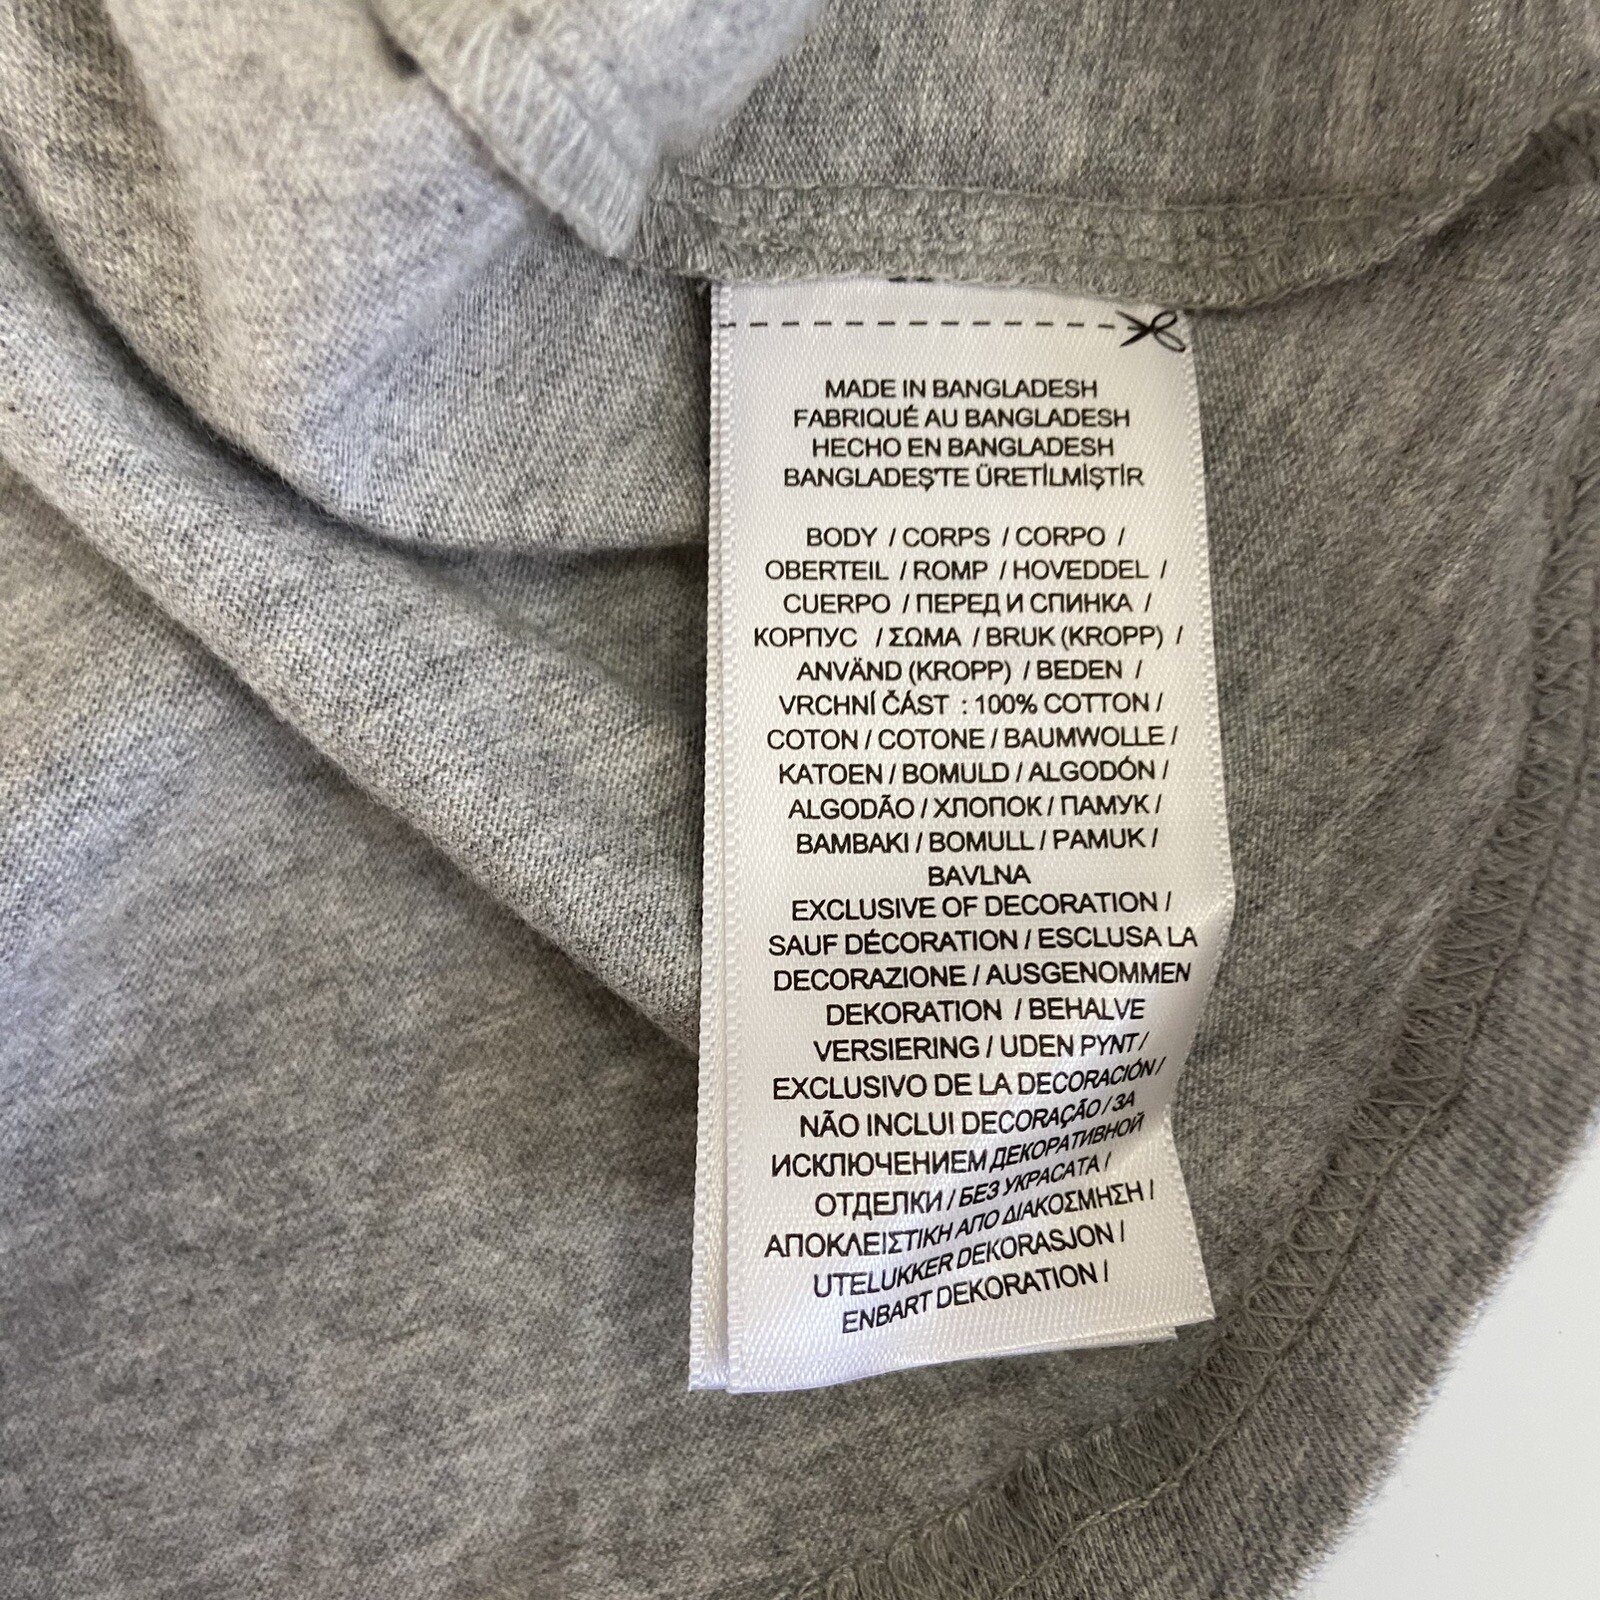 MADE IN BANGLADESH
FABRIQUÉ AU BANGLADESH
HECHO EN BANGLADESH
BANGLADEŞ'TE ÜRETİLMİŞTİR
BODY / CORPS / CORPO /
OBERTEIL / ROMP / HOVEDDEL /
CUERPO / ПЕРЕД И СПИНКА /
КОРПУС / ΣΩΜΑ / BRUK (KROPP) /
ANVÄND (KROPP) / BEDEN /
VRCHNÍ ČÁST : 100% COTTON /
COTON / COTONE / BAUMWOLLE /
KATOEN / BOMULD / ALGODÓN /
ALGODÃO / ХЛОПОК / ПАМУК /
BAMBAKI / BOMULL / PAMUK /
BAVLNA
EXCLUSIVE OF DECORATION /
SAUF DÉCORATION / ESCLUSA LA
DECORAZIONE / AUSGENOMMEN
DEKORATION / BEHALVE
VERSIERING / UDEN PYNT /
EXCLUSIVO DE LA DECORACIÓN /
NÃO INCLUI DECORAÇÃO / ЗА
ИСКЛЮЧЕНИЕМ ДЕКОРАТИВНОЙ
ОТДЕЛКИ / БЕЗ УКРАСАТА /
ΑΠΟΚΛΕΙΣΤΙΚΗ ΑΠΟ ΔΙΑΚΟΣΜΗΣΗ /
UTELUKKER DEKORASJON /
ENBART DEKORATION /